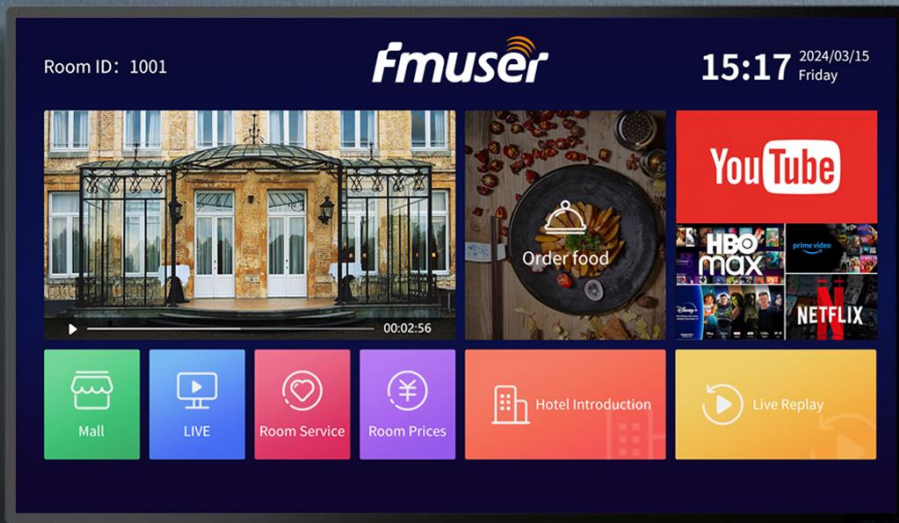 Room ID: 1001
Fmuser
15:17
2024/03/15
Friday
Order food
YouTube
HBO
max
prime video
Disney+
NETFLIX
00:02:56
Mall
LIVE
Room Service
¥
Room Prices
Hotel Introduction
Live Replay